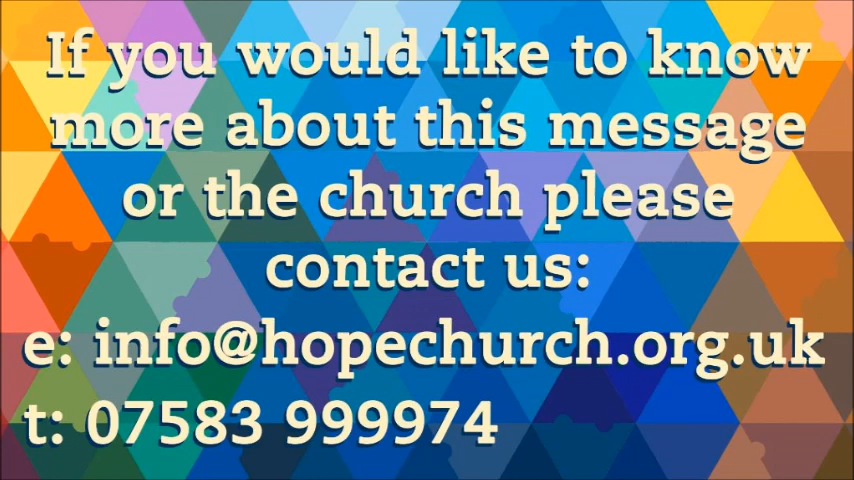 If you would like to know
more about this message
or the church please
contact us:
e: info@hopechurch.org.uk
t: 07583 999974